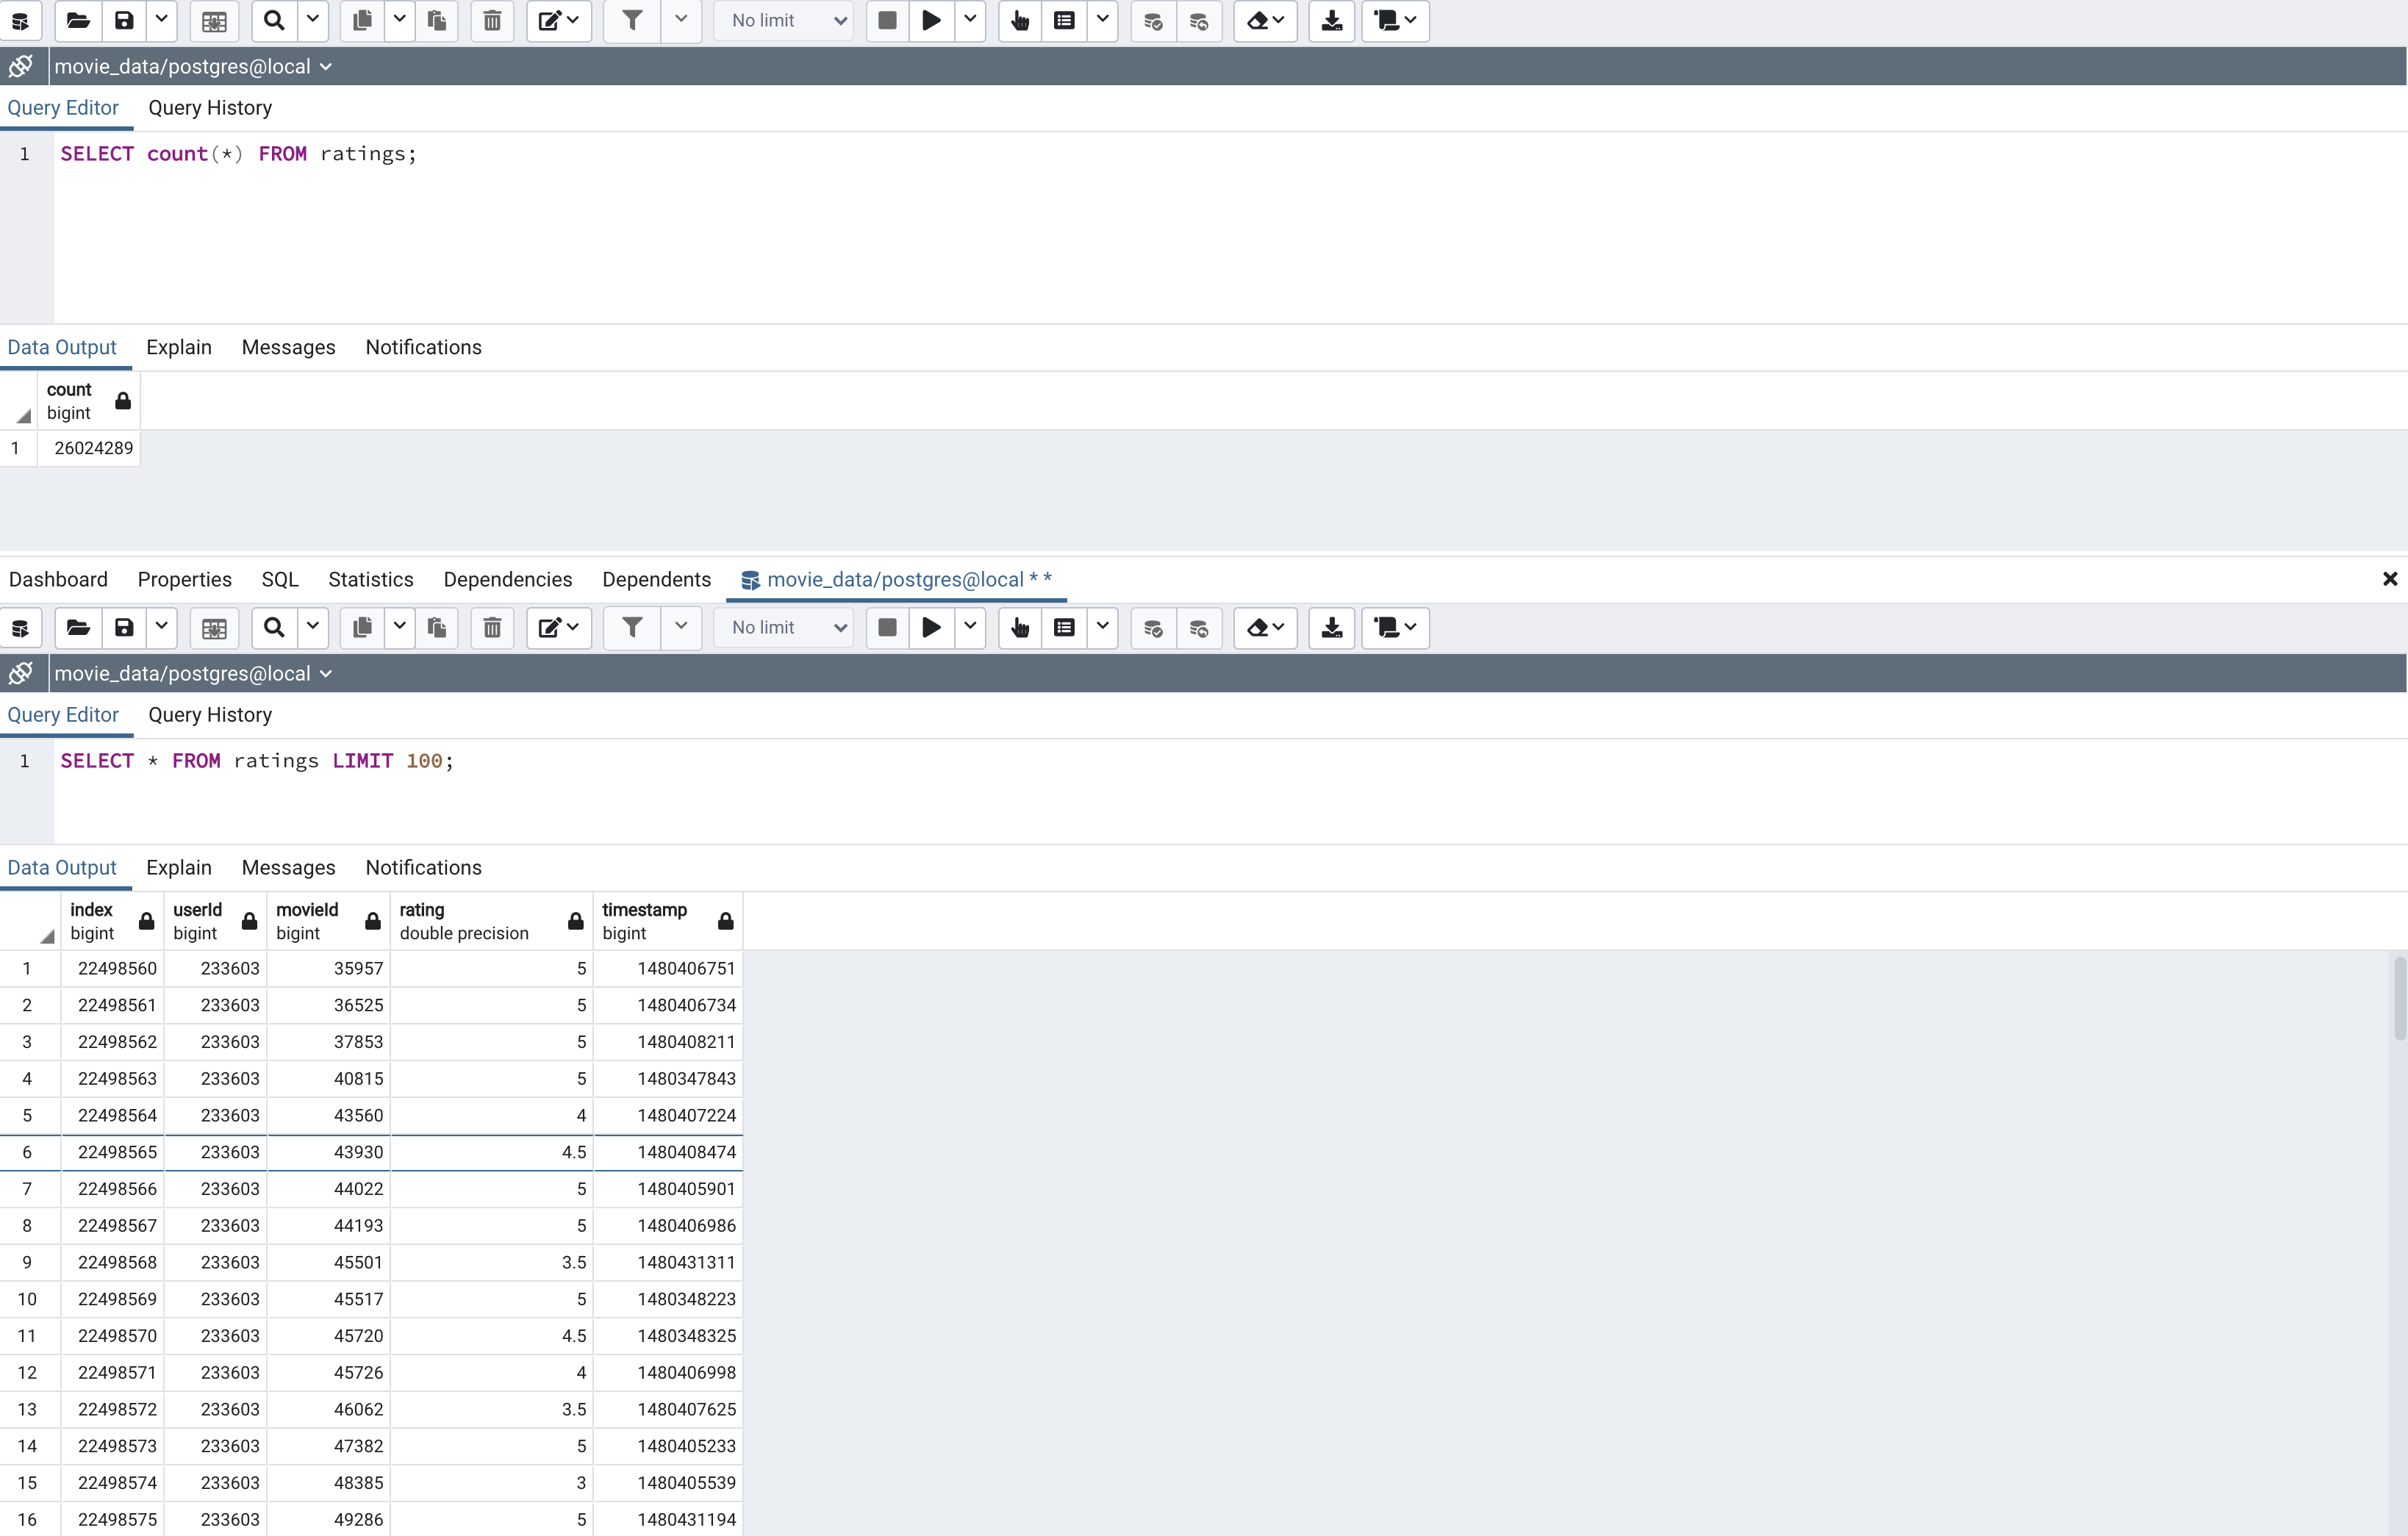 No limit
movie_data/postgres@local
Query Editor Query History
1 SELECT count(*) FROM ratings;
Data Output Explain Messages Notifications
count
bigint
1 26024289
Dashboard Properties SQL Statistics Dependencies Dependents movie_data/postgres@local * *
No limit
movie_data/postgres@local
Query Editor Query History
1 SELECT * FROM ratings LIMIT 100;
Data Output Explain Messages Notifications
index userId movieId rating timestamp
bigint bigint bigint double precision bigint
1 22498560 233603 35957 5 1480406751
2 22498561 233603 36525 5 1480406734
3 22498562 233603 37853 5 1480408211
4 22498563 233603 40815 5 1480347843
5 22498564 233603 43560 4 1480407224
6 22498565 233603 43930 4.5 1480408474
7 22498566 233603 44022 5 1480405901
8 22498567 233603 44193 5 1480406986
9 22498568 233603 45501 3.5 1480431311
10 22498569 233603 45517 5 1480348223
11 22498570 233603 45720 4.5 1480348325
12 22498571 233603 45726 4 1480406998
13 22498572 233603 46062 3.5 1480407625
14 22498573 233603 47382 5 1480405233
15 22498574 233603 48385 3 1480405539
16 22498575 233603 49286 5 1480431194